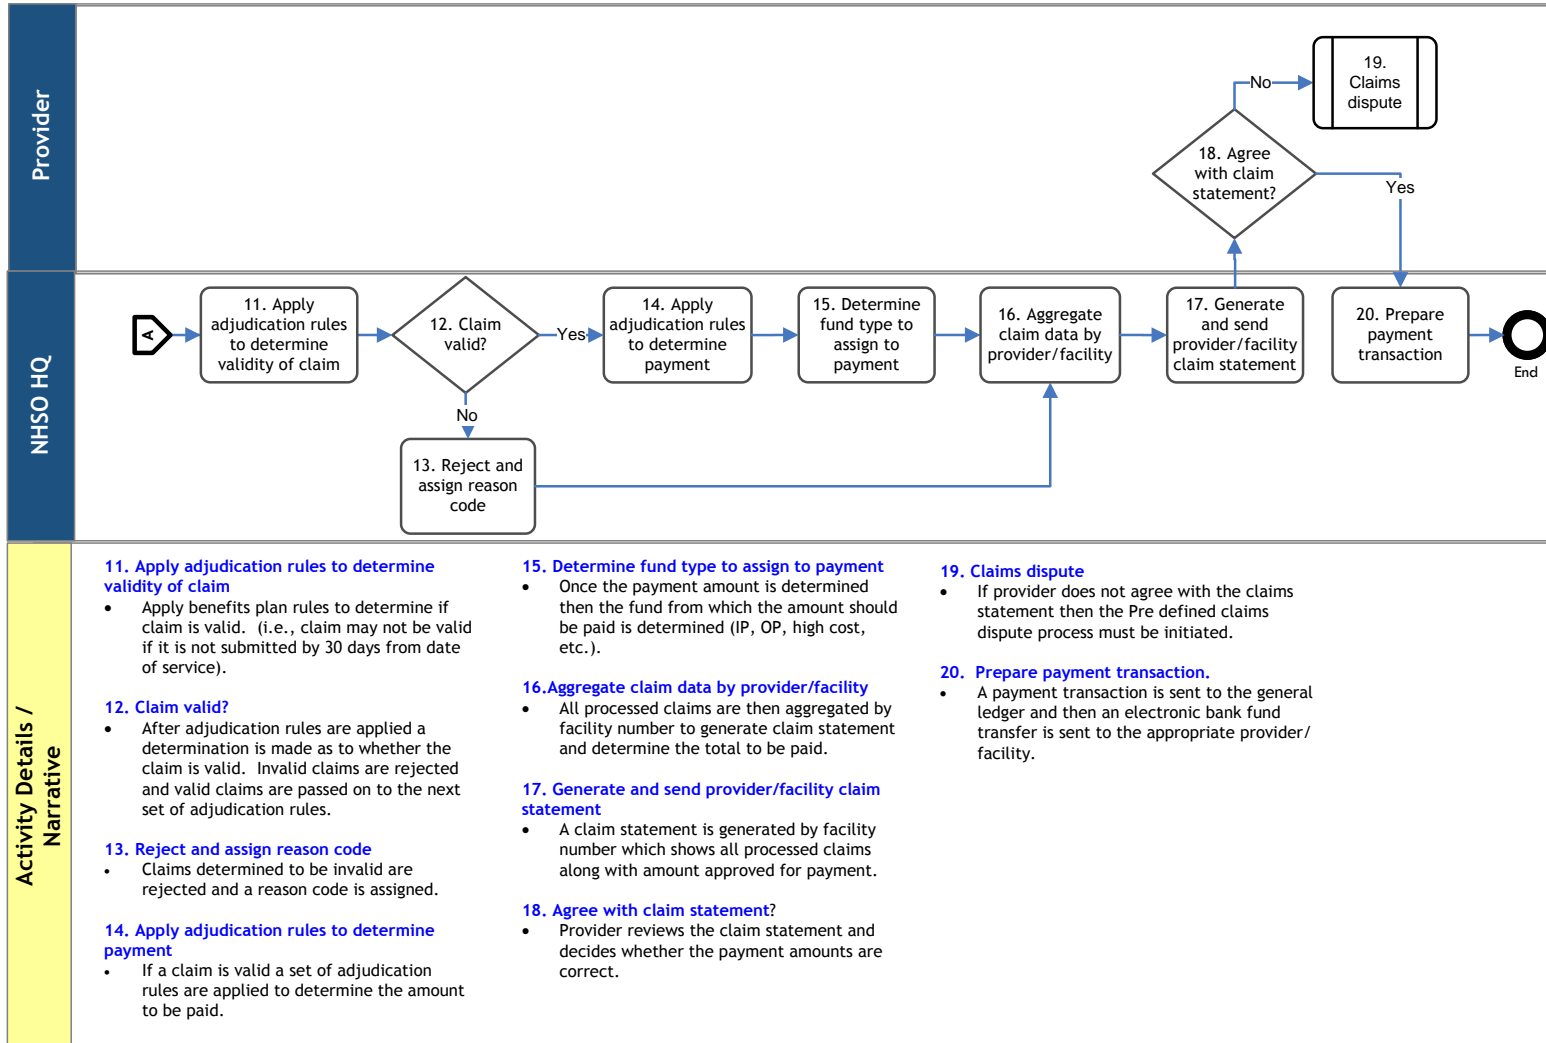 Provider
19.
Claims
dispute
No
18. Agree
with claim
statement?
Yes
NHSO HQ
A
11. Apply
adjudication rules
to determine
validity of claim
12. Claim
valid?
Yes
14. Apply
adjudication rules
to determine
payment
15. Determine
fund type to
assign to
payment
16. Aggregate
claim data by
provider/facility
17. Generate
and send
provider/facility
claim statement
20. Prepare
payment
transaction
End
No
13. Reject and
assign reason
code
Activity Details /
Narrative
11. Apply adjudication rules to determine
validity of claim
• Apply benefits plan rules to determine if
claim is valid. (i.e., claim may not be valid
if it is not submitted by 30 days from date
of service).
12. Claim valid?
• After adjudication rules are applied a
determination is made as to whether the
claim is valid. Invalid claims are rejected
and valid claims are passed on to the next
set of adjudication rules.
13. Reject and assign reason code
• Claims determined to be invalid are
rejected and a reason code is assigned.
14. Apply adjudication rules to determine
payment
• If a claim is valid a set of adjudication
rules are applied to determine the amount
to be paid.
15. Determine fund type to assign to payment
• Once the payment amount is determined
then the fund from which the amount should
be paid is determined (IP, OP, high cost,
etc.).
16.Aggregate claim data by provider/facility
• All processed claims are then aggregated by
facility number to generate claim statement
and determine the total to be paid.
17. Generate and send provider/facility claim
statement
• A claim statement is generated by facility
number which shows all processed claims
along with amount approved for payment.
18. Agree with claim statement?
• Provider reviews the claim statement and
decides whether the payment amounts are
correct.
19. Claims dispute
• If provider does not agree with the claims
statement then the Pre defined claims
dispute process must be initiated.
20. Prepare payment transaction.
• A payment transaction is sent to the general
ledger and then an electronic bank fund
transfer is sent to the appropriate provider/
facility.